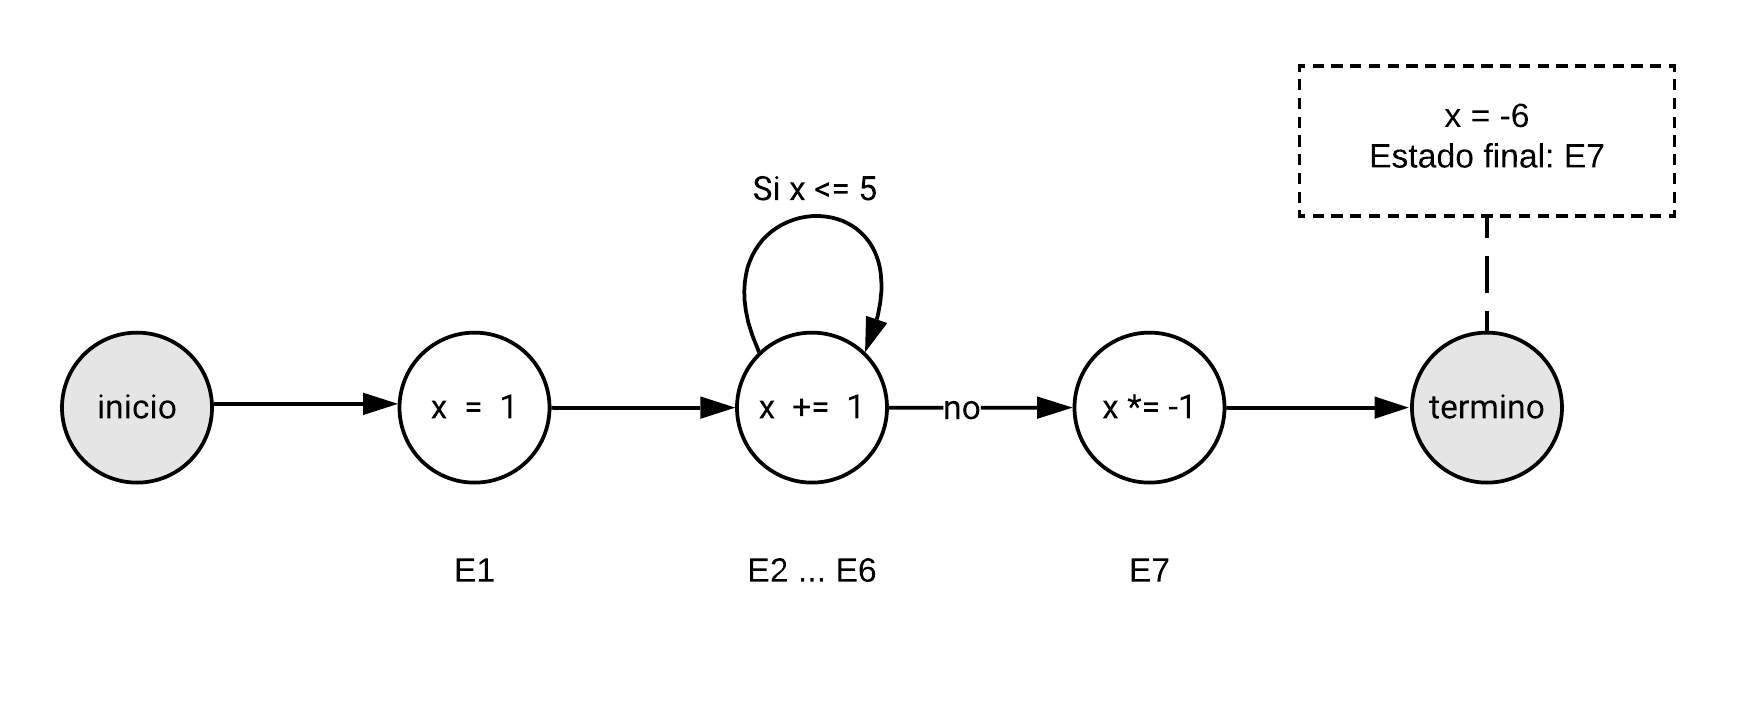 x = -6
Estado final: E7
Si x <= 5
inicio
x = 1
x += 1
no
x *= -1
termino
E1
E2 ... E6
E7